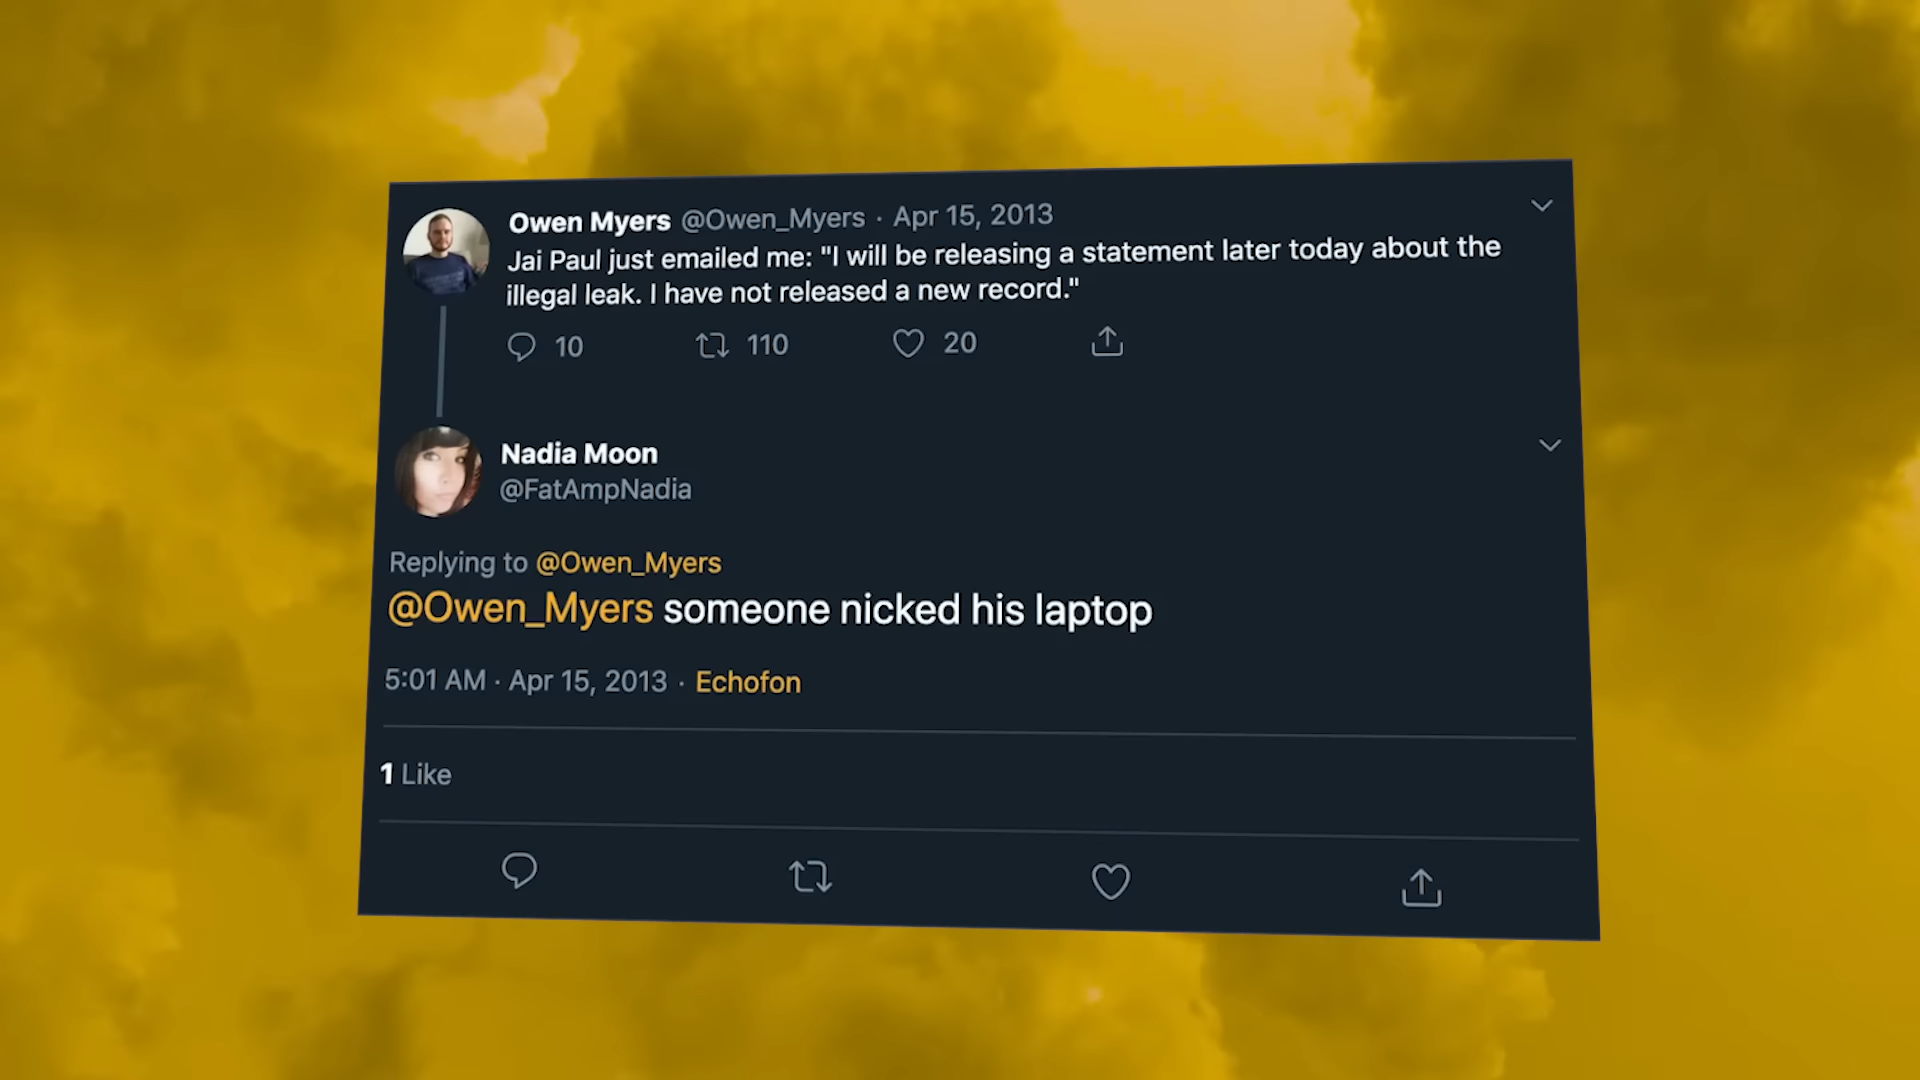 Owen Myers @Owen_Myers · Apr 15, 2013
Jai Paul just emailed me: "I will be releasing a statement later today about the
illegal leak. I have not released a new record."
10 110 20
Nadia Moon
@FatAmpNadia
Replying to @Owen_Myers
@Owen_Myers someone nicked his laptop
5:01 AM · Apr 15, 2013 · Echofon
1 Like